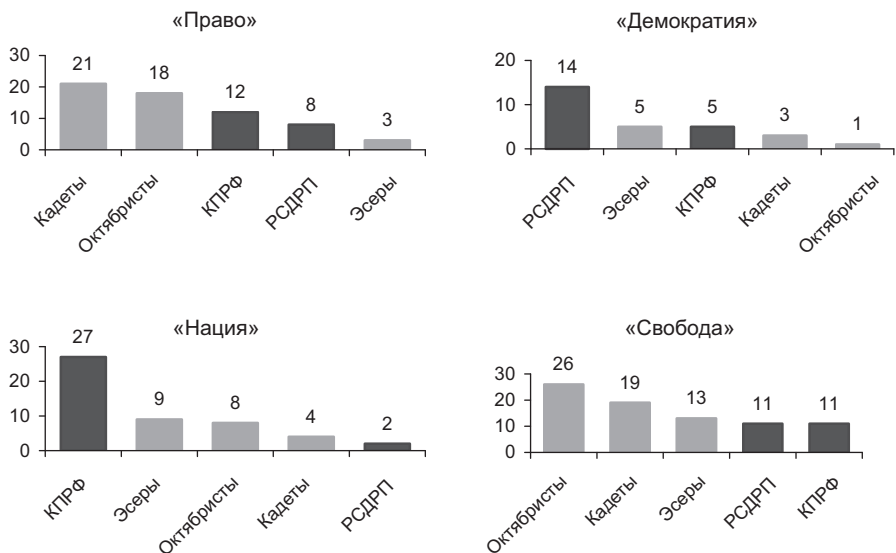 «Право»
30
20
10
0
21
18
12
8
3
Кадеты
Октябристы
КПРФ
РСДРП
Эсеры
«Демократия»
20
10
0
14
5
5
3
1
РСДРП
Эсеры
КПРФ
Кадеты
Октябристы
«Нация»
30
20
10
0
27
9
8
4
2
КПРФ
Эсеры
Октябристы
Кадеты
РСДРП
«Свобода»
30
20
10
0
26
19
13
11
11
Октябристы
Кадеты
Эсеры
РСДРП
КПРФ